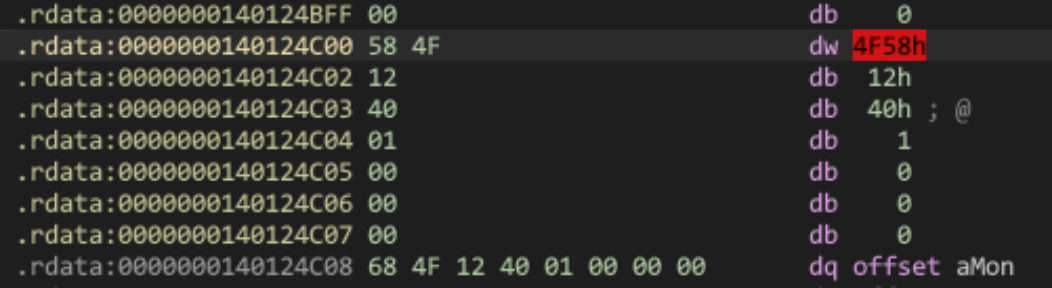 .rdata:0000000140124BFF 00 db 0
.rdata:0000000140124C00 58 4F dw 4F58h
.rdata:0000000140124C02 12 db 12h
.rdata:0000000140124C03 40 db 40h ; @
.rdata:0000000140124C04 01 db 1
.rdata:0000000140124C05 00 db 0
.rdata:0000000140124C06 00 db 0
.rdata:0000000140124C07 00 db 0
.rdata:0000000140124C08 68 4F 12 40 01 00 00 00 dq offset aMon